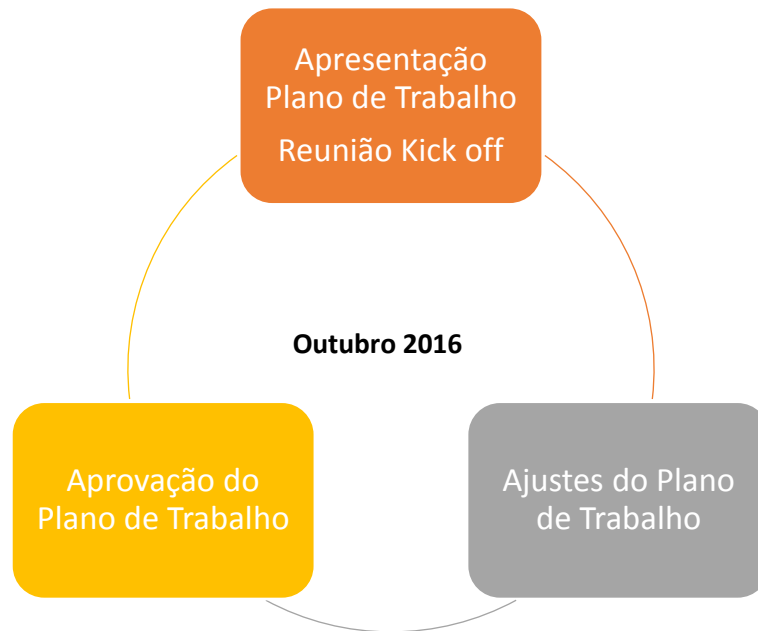 Apresentação
Plano de Trabalho
Reunião Kick off
Outubro 2016
Aprovação do
Plano de Trabalho
Ajustes do Plano
de Trabalho